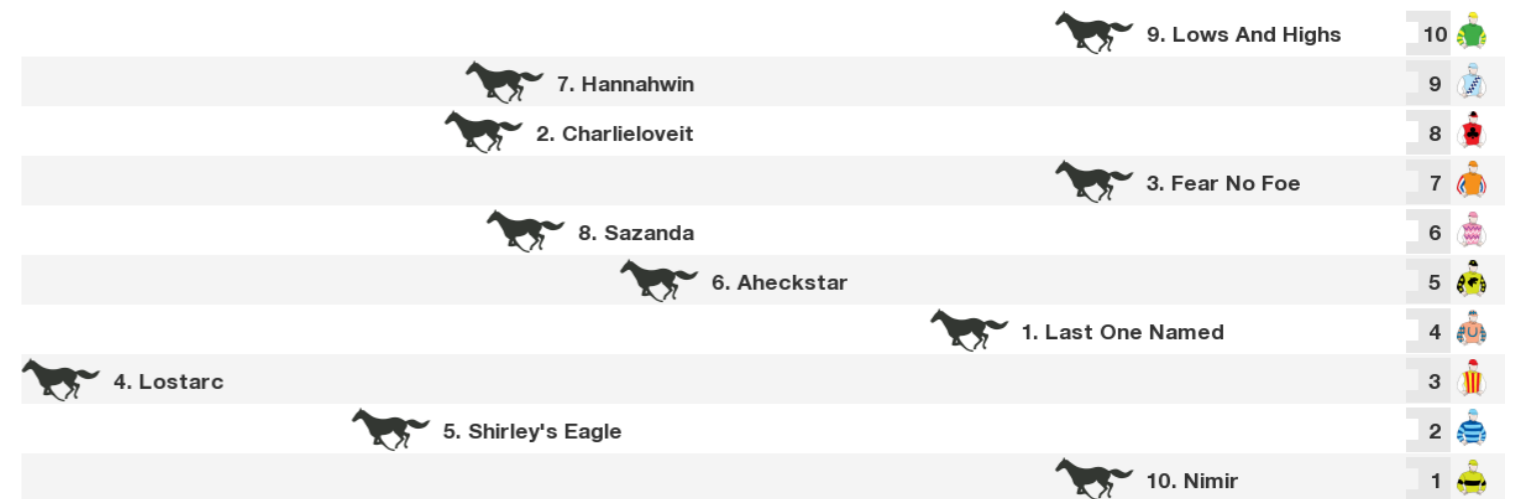 9. Lows And Highs 10
7. Hannahwin 9
2. Charlieloveit 8
3. Fear No Foe 7
8. Sazanda 6
6. Aheckstar 5
1. Last One Named 4
4. Lostarc 3
5. Shirley's Eagle 2
10. Nimir 1